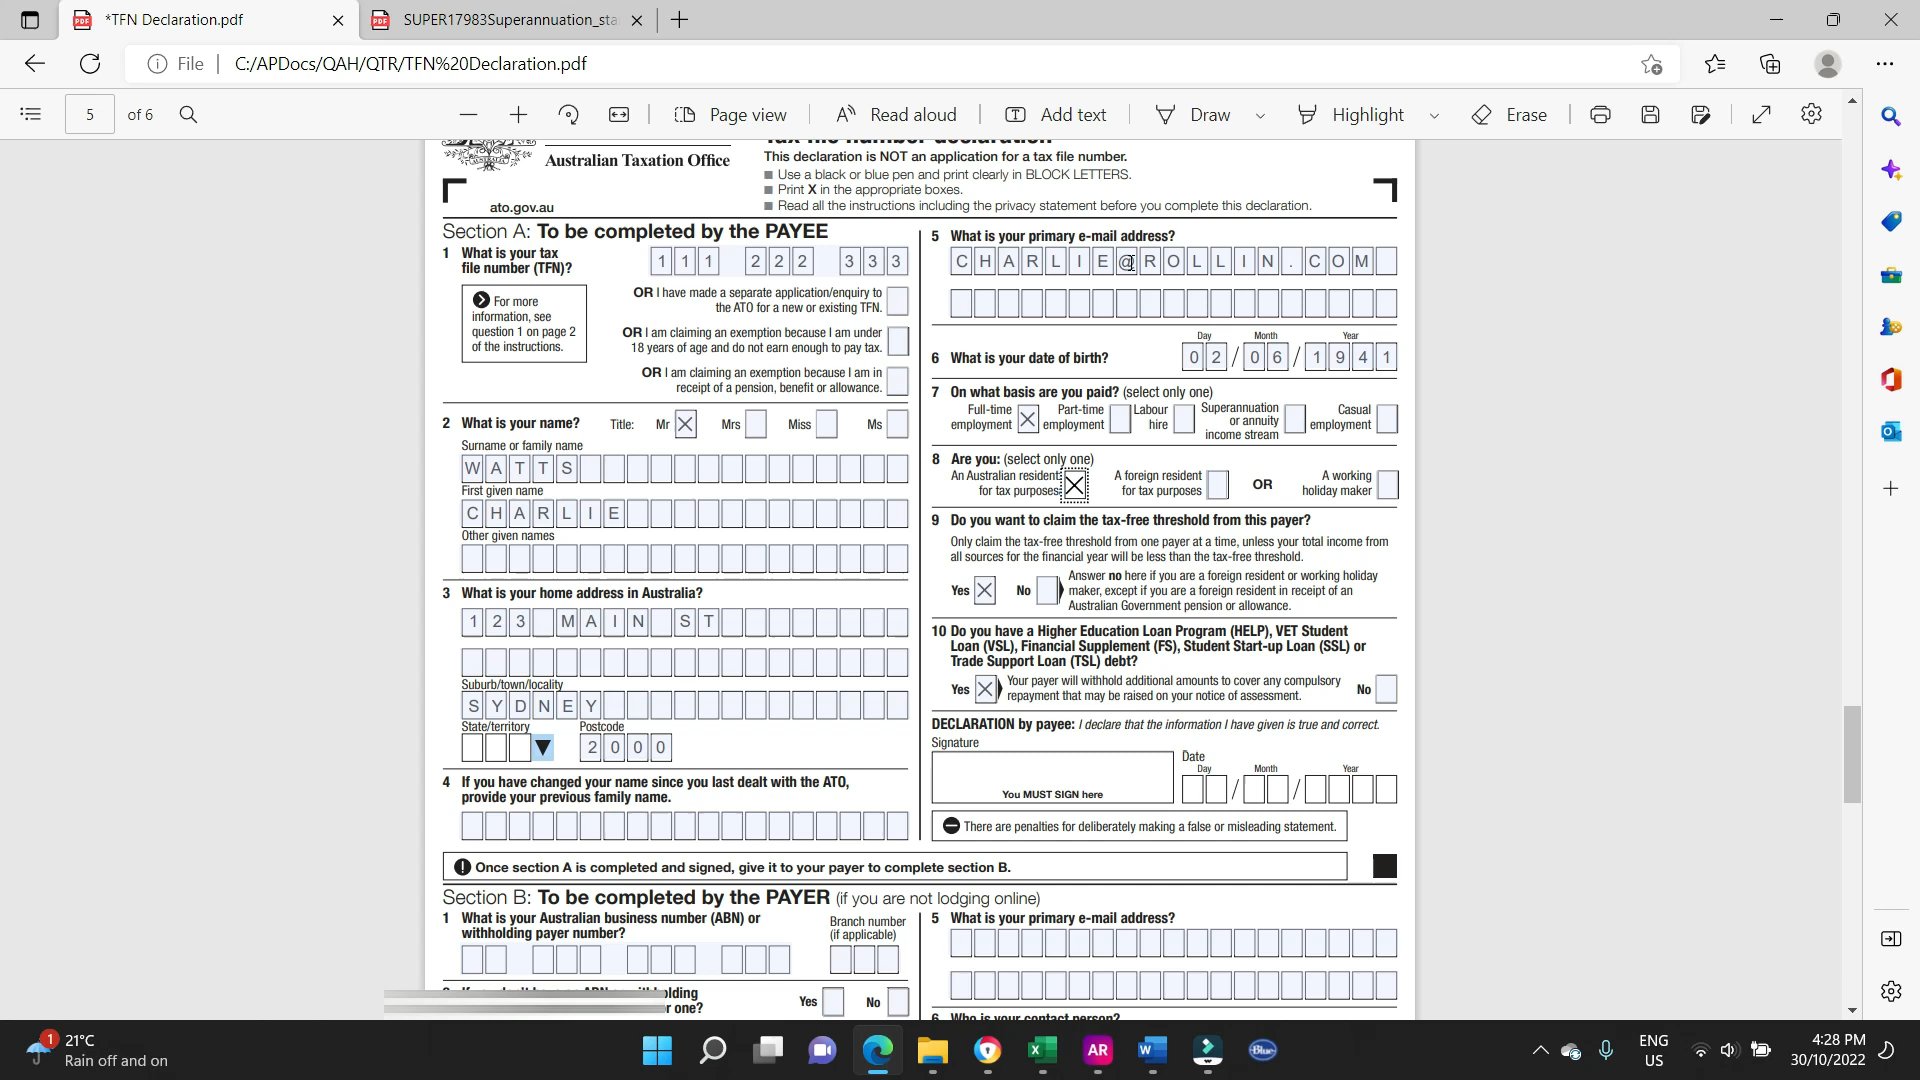 *TFN Declaration.pdf
SUPER17983Superannuation_sta
File
C:/APDocs/QAH/QTR/TFN%20Declaration.pdf
5 of 6
Page view
Read aloud
Add text
Draw
Highlight
Erase
Australian Taxation Office
ato.gov.au
Tax file number declaration
This declaration is NOT an application for a tax file number.
Use a black or blue pen and print clearly in BLOCK LETTERS.
Print X in the appropriate boxes.
Read all the instructions including the privacy statement before you complete this declaration.
Section A: To be completed by the PAYEE
1 What is your tax
file number (TFN)?
111 222 333
For more
information, see
question 1 on page 2
of the instructions.
OR I have made a separate application/enquiry to
the ATO for a new or existing TFN.
OR I am claiming an exemption because I am under
18 years of age and do not earn enough to pay tax.
OR I am claiming an exemption because I am in
receipt of a pension, benefit or allowance.
2 What is your name? Title: Mr X Mrs Miss Ms
Surname or family name
WATTS
First given name
CHARLIE
Other given names
3 What is your home address in Australia?
123 MAIN ST
Suburb/town/locality
SYDNEY
State/territory Postcode
2000
4 If you have changed your name since you last dealt with the ATO,
provide your previous family name.
5 What is your primary e-mail address?
CHARLIE@ROLLIN.COM
Day Month Year
6 What is your date of birth? 02/06/1941
7 On what basis are you paid? (select only one)
Full-time
employment X
Part-time
employment
Labour
hire
Superannuation
or annuity
income stream
Casual
employment
8 Are you: (select only one)
An Australian resident
for tax purposes X
A foreign resident
for tax purposes
OR
A working
holiday maker
9 Do you want to claim the tax-free threshold from this payer?
Only claim the tax-free threshold from one payer at a time, unless your total income from
all sources for the financial year will be less than the tax-free threshold.
Yes X No
Answer no here if you are a foreign resident or working holiday
maker, except if you are a foreign resident in receipt of an
Australian Government pension or allowance.
10 Do you have a Higher Education Loan Program (HELP), VET Student
Loan (VSL), Financial Supplement (FS), Student Start-up Loan (SSL) or
Trade Support Loan (TSL) debt?
Yes X
Your payer will withhold additional amounts to cover any compulsory
repayment that may be raised on your notice of assessment.
No
DECLARATION by payee: I declare that the information I have given is true and correct.
Signature
You MUST SIGN here
Date
Day Month Year
There are penalties for deliberately making a false or misleading statement.
Once section A is completed and signed, give it to your payer to complete section B.
Section B: To be completed by the PAYER (if you are not lodging online)
1 What is your Australian business number (ABN) or
withholding payer number?
Branch number
(if applicable)
Yes No
5 What is your primary e-mail address?
6 Who is your contact person?
1
21°C
Rain off and on
AR
Blue
ENG
US
4:28 PM
30/10/2022